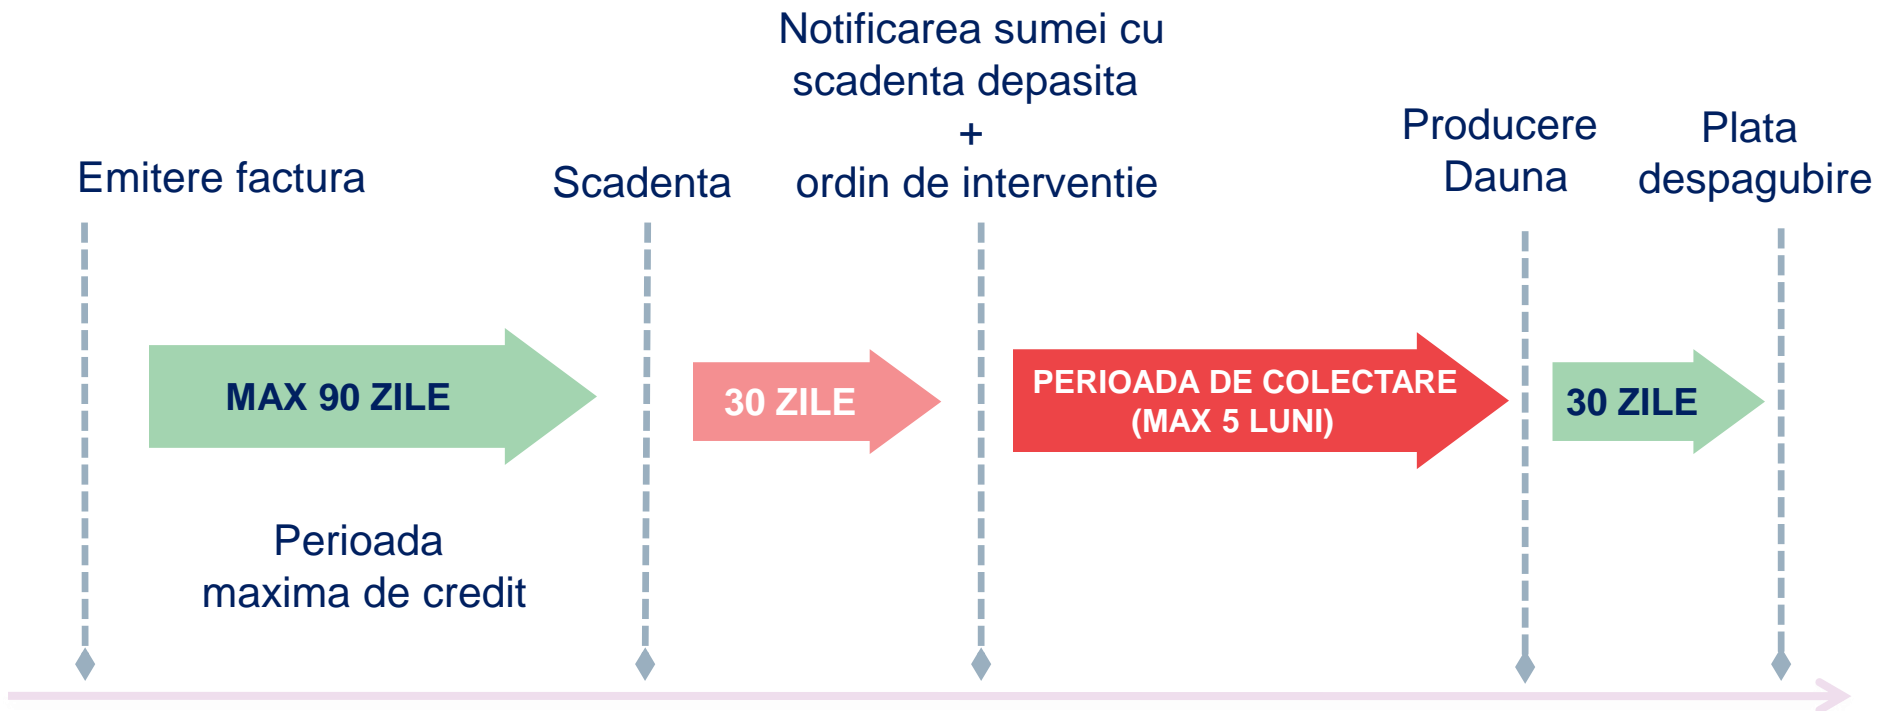 Notificarea sumei cu
scadenta depasita
+
ordin de interventie
Emitere factura
Scadenta
Producere
Dauna
Plata
despagubire
MAX 90 ZILE
30 ZILE
PERIOADA DE COLECTARE
(MAX 5 LUNI)
30 ZILE
Perioada
maxima de credit